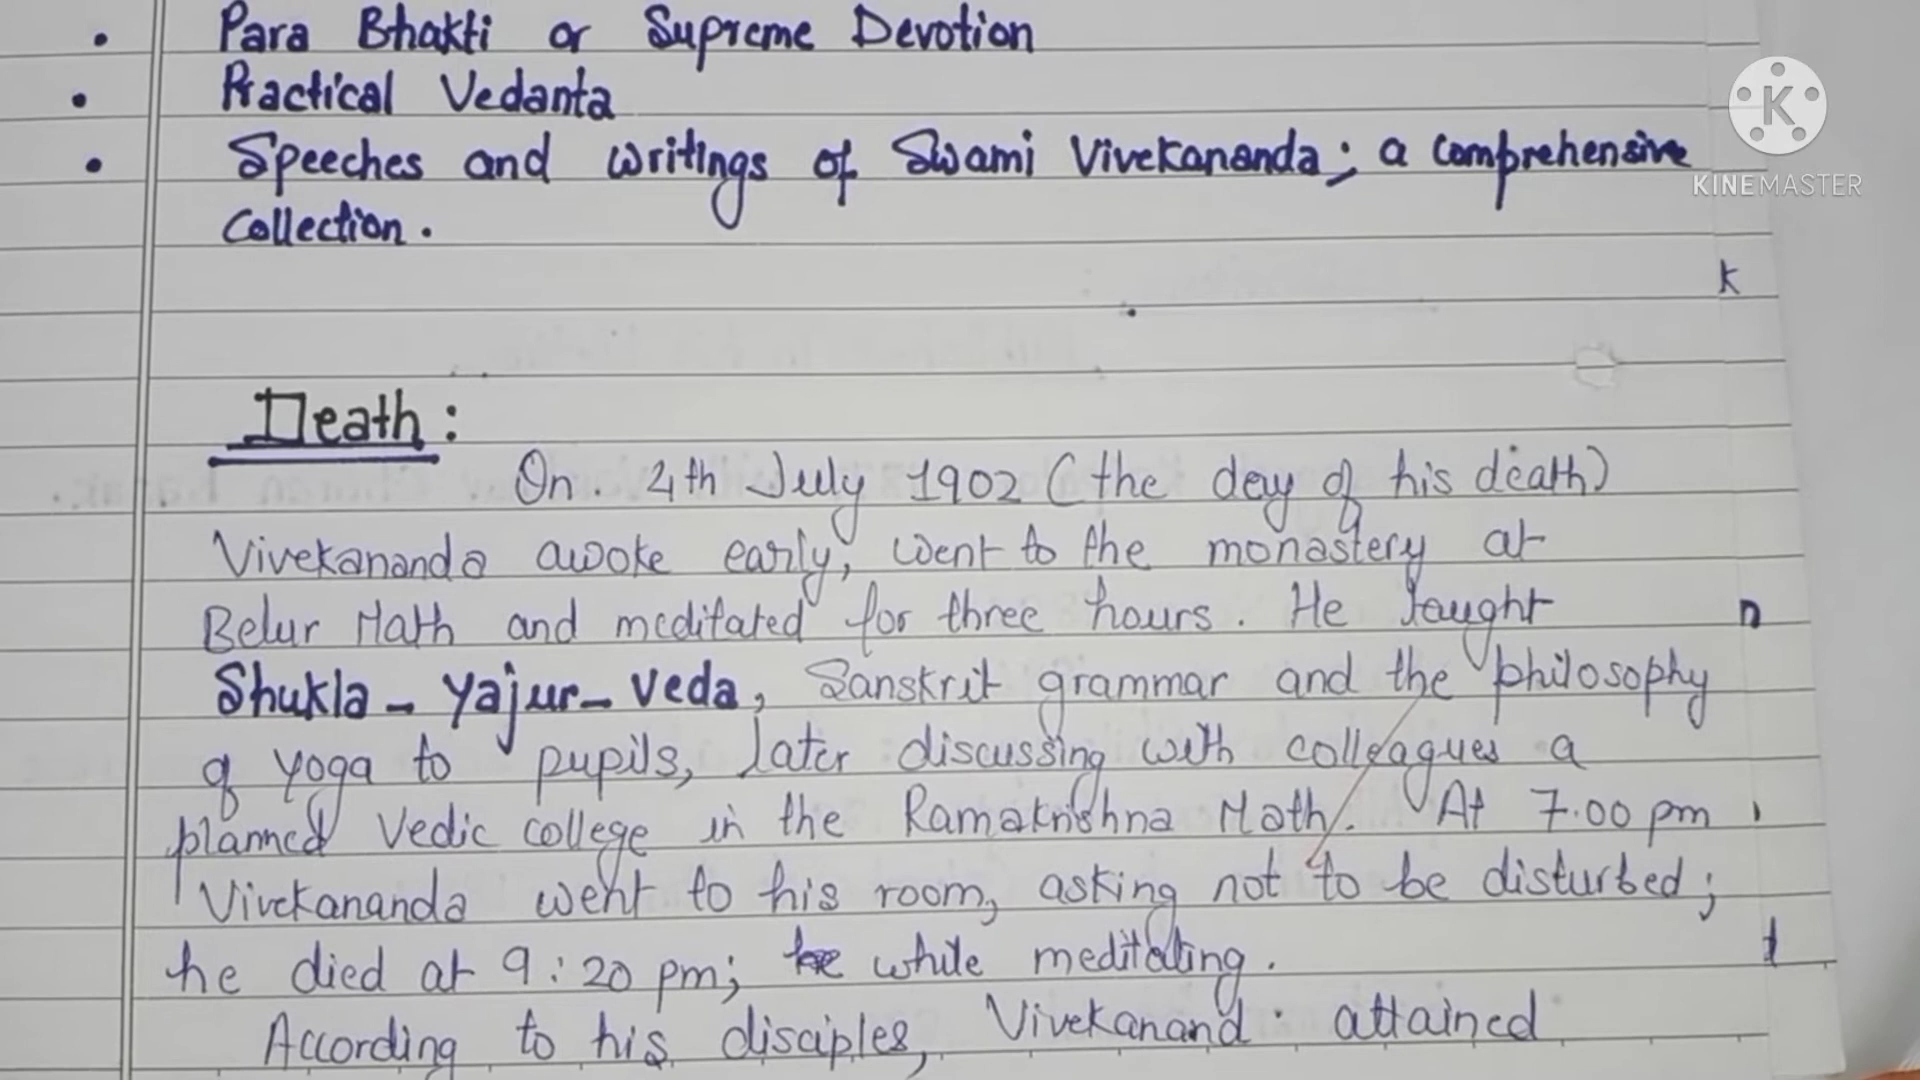 • Para Bhakti or Supreme Devotion
• Practical Vedanta
• Speeches and writings of Swami Vivekananda; a comprehensive
collection.
KINEMASTER
k
Death:
On. 4th July 1902 (the day of his death)
Vivekananda awoke early, went to the monastery at
Belur Math and meditated for three hours. He taught
n
Shukla-Yajur-Veda, Sanskrit grammar and the philosophy
of yoga to pupils, later discussing with colleagues a
planned Vedic college in the Ramakrishna Math. At 7.00 pm
Vivekananda went to his room, asking not to be disturbed;
he died at 9:20 pm; while meditating.
According to his disciples, Vivekanand attained